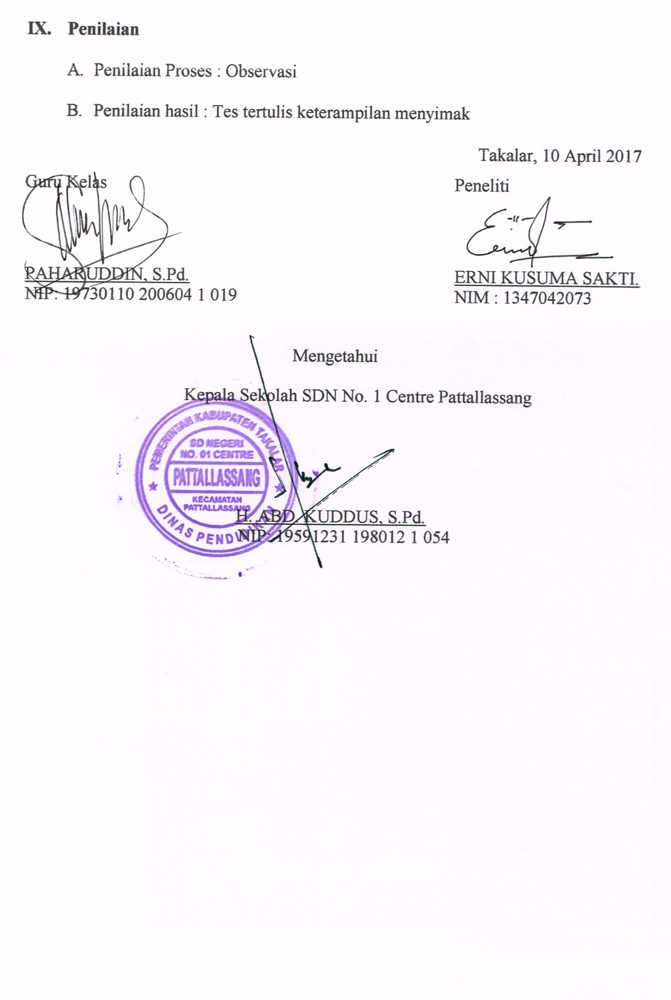 IX. Penilaian
A. Penilaian Proses : Observasi
B. Penilaian hasil : Tes tertulis keterampilan menyimak
Takalar, 10 April 2017
Guru Kelas
Peneliti
PAHARUDDIN, S.Pd.
NIP: 19730110 200604 1 019
ERNI KUSUMA SAKTI.
NIM : 1347042073
Mengetahui
Kepala Sekolah SDN No. 1 Centre Pattallassang
PEMERINTAH KABUPATEN TAKALAR
SD NEGERI
NO. 01 CENTRE
PATTALLASSANG
KECAMATAN
PATTALLASSANG
DINAS PENDIDIKAN
H. ABD. KUDDUS, S.Pd.
NIP: 19591231 198012 1 054